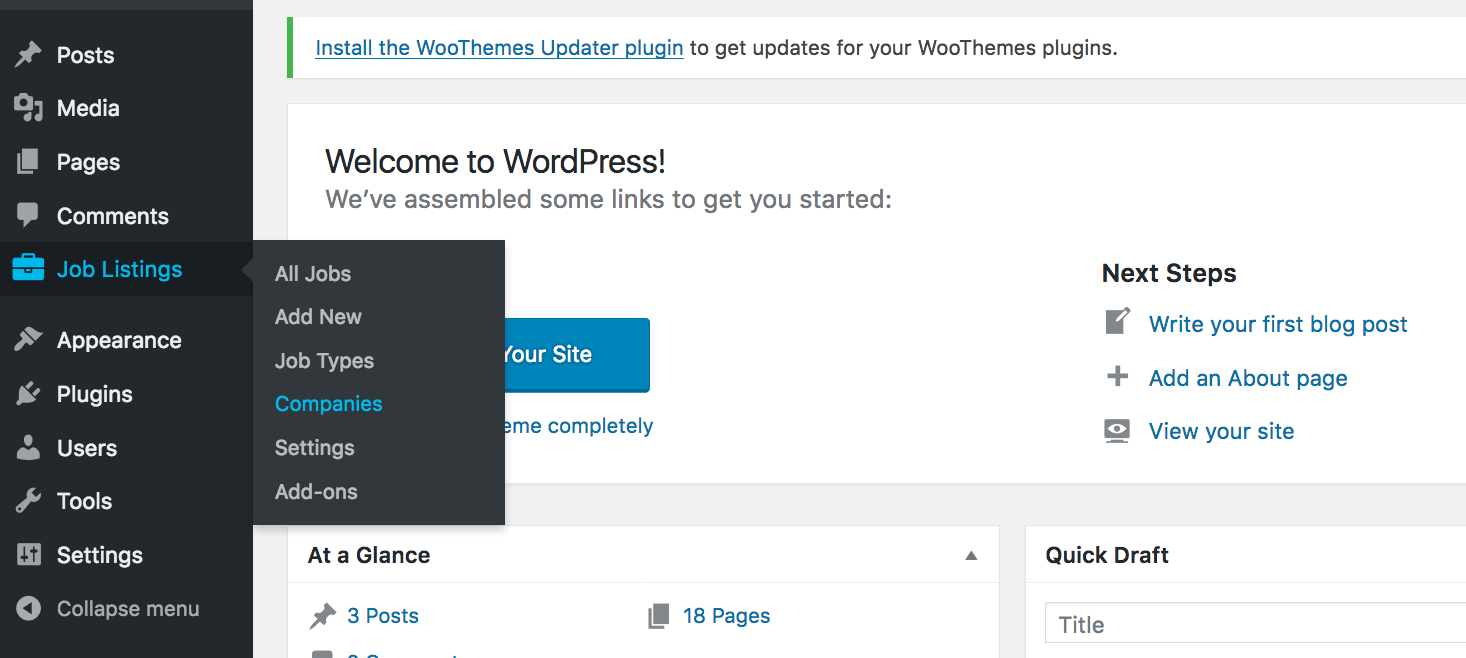 Posts
Media
Pages
Comments
Job Listings
Appearance
Plugins
Users
Tools
Settings
Collapse menu
All Jobs
Add New
Job Types
Companies
Settings
Add-ons
Install the WooThemes Updater plugin to get updates for your WooThemes plugins.
Welcome to WordPress!
We’ve assembled some links to get you started:
Your Site
completely
Next Steps
Write your first blog post
Add an About page
View your site
At a Glance
3 Posts
18 Pages
Quick Draft
Title